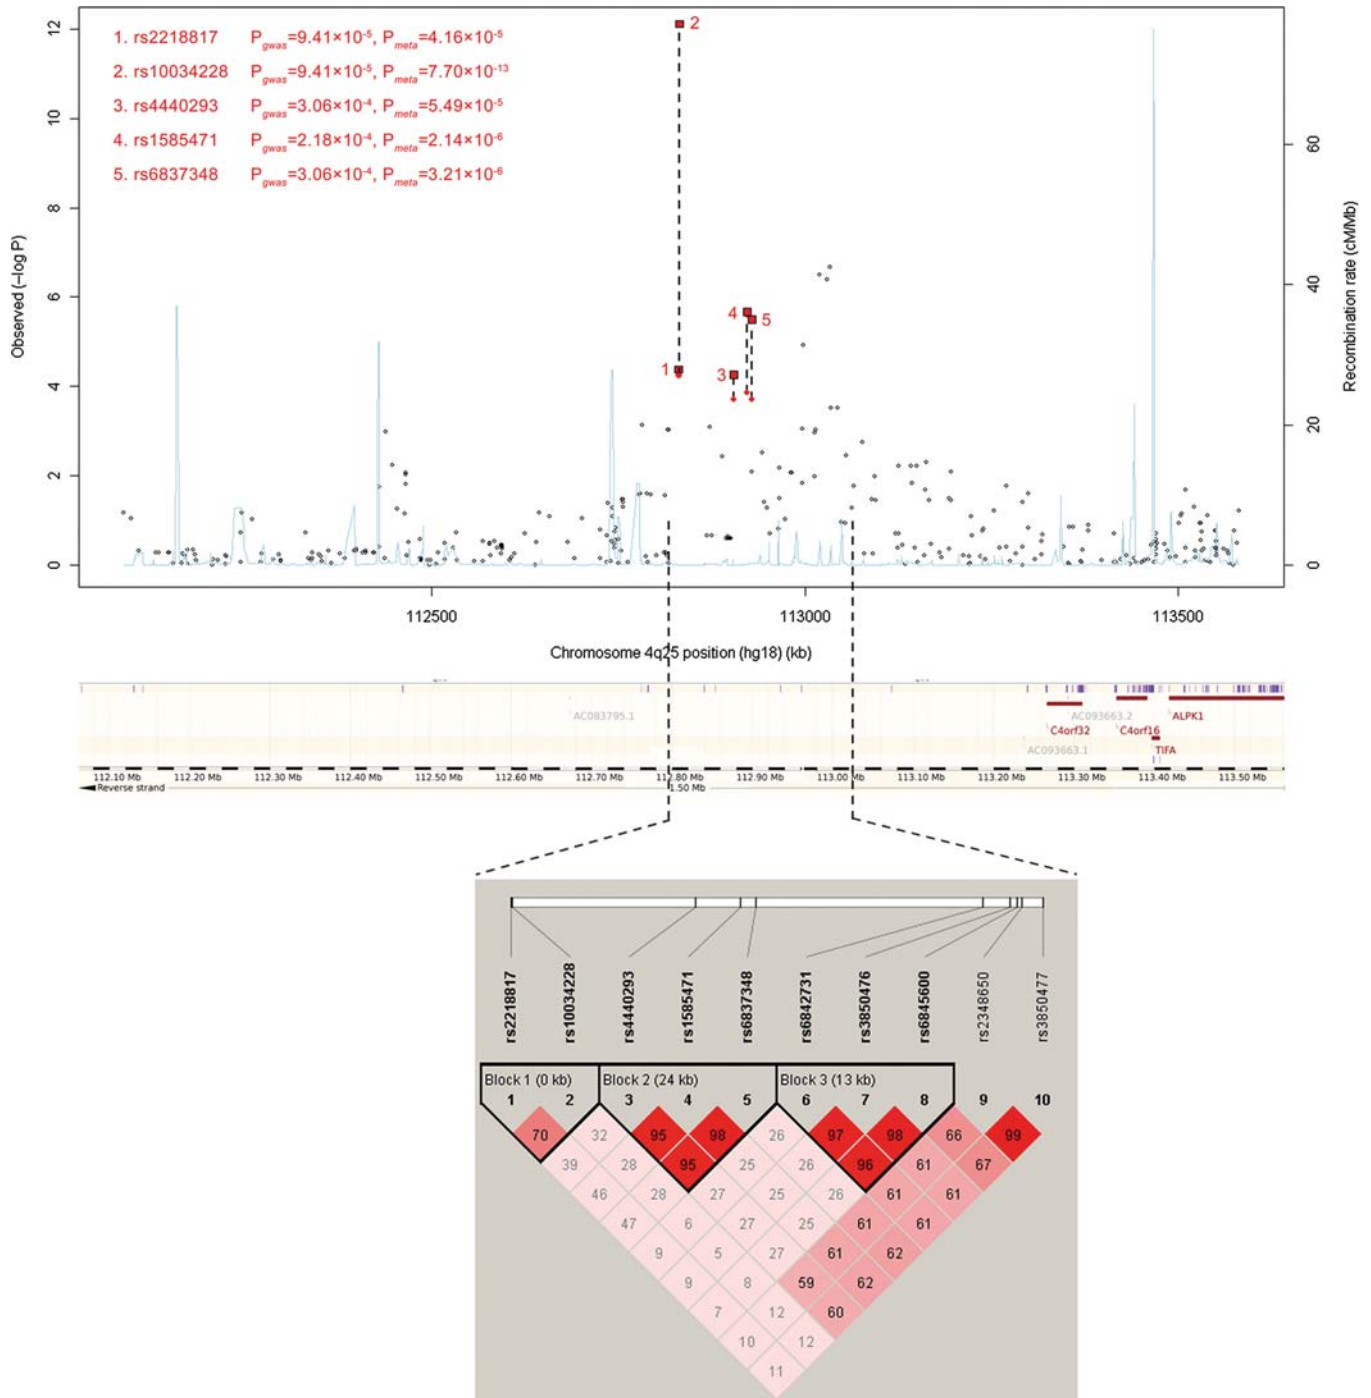 1. rs2218817 Pgwas=9.41×10-5, Pmeta=4.16×10-5
2. rs10034228 Pgwas=9.41×10-5, Pmeta=7.70×10-13
3. rs4440293 Pgwas=3.06×10-4, Pmeta=5.49×10-5
4. rs1585471 Pgwas=2.18×10-4, Pmeta=2.14×10-6
5. rs6837348 Pgwas=3.06×10-4, Pmeta=3.21×10-6
Observed (–log P)
12
10
8
6
4
2
0
2
4 5
1 3
Recombination rate (cM/Mb)
60
40
20
0
112500 113000 113500
Chromosome 4q25 position (hg18) (kb)
AC083795.1 AC093663.2 ALPK1
C4orf32 C4orf16
AC093663.1 TIFA
112.10 Mb 112.20 Mb 112.30 Mb 112.40 Mb 112.50 Mb 112.60 Mb 112.70 Mb 112.80 Mb 112.90 Mb 113.00 Mb 113.10 Mb 113.20 Mb 113.30 Mb 113.40 Mb 113.50 Mb
Reverse strand 1.50 Mb
rs2218817
rs10034228
rs4440293
rs1585471
rs6837348
rs6842731
rs3850476
rs6845600
rs2348650
rs3850477
Block 1 (0 kb) Block 2 (24 kb) Block 3 (13 kb)
1 2 3 4 5 6 7 8 9 10
70 32 95 98 26 97 98 66 99
39 28 95 25 26 96 61 67
46 28 27 25 26 61 61
47 6 27 25 61 61
9 5 27 61 62
9 8 59 62
7 12 60
10 12
11